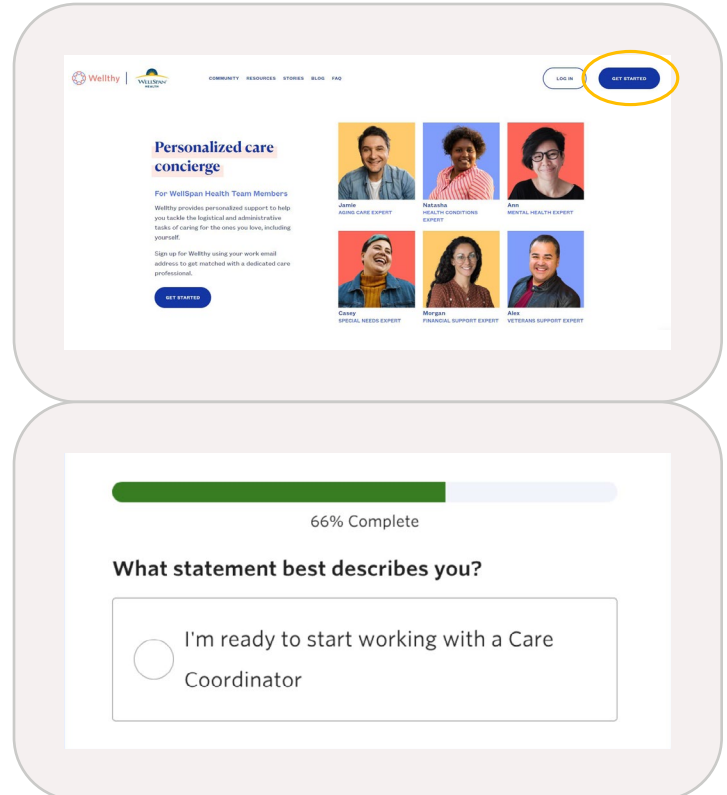 Wellthy
WELLSPAN
HEALTH
COMMUNITY RESOURCES STORIES BLOG FAQ
LOG IN
GET STARTED
Personalized care
concierge
For WellSpan Health Team Members
Wellthy provides personalized support to help
you tackle the logistical and administrative
tasks of caring for the ones you love, including
yourself.
Sign up for Wellthy using your work email
address to get matched with a dedicated care
professional.
GET STARTED
Jamie
AGING CARE EXPERT
Natasha
HEALTH CONDITIONS
EXPERT
Ann
MENTAL HEALTH EXPERT
Casey
SPECIAL NEEDS EXPERT
Morgan
FINANCIAL SUPPORT EXPERT
Alex
VETERANS SUPPORT EXPERT
66% Complete
What statement best describes you?
I'm ready to start working with a Care
Coordinator